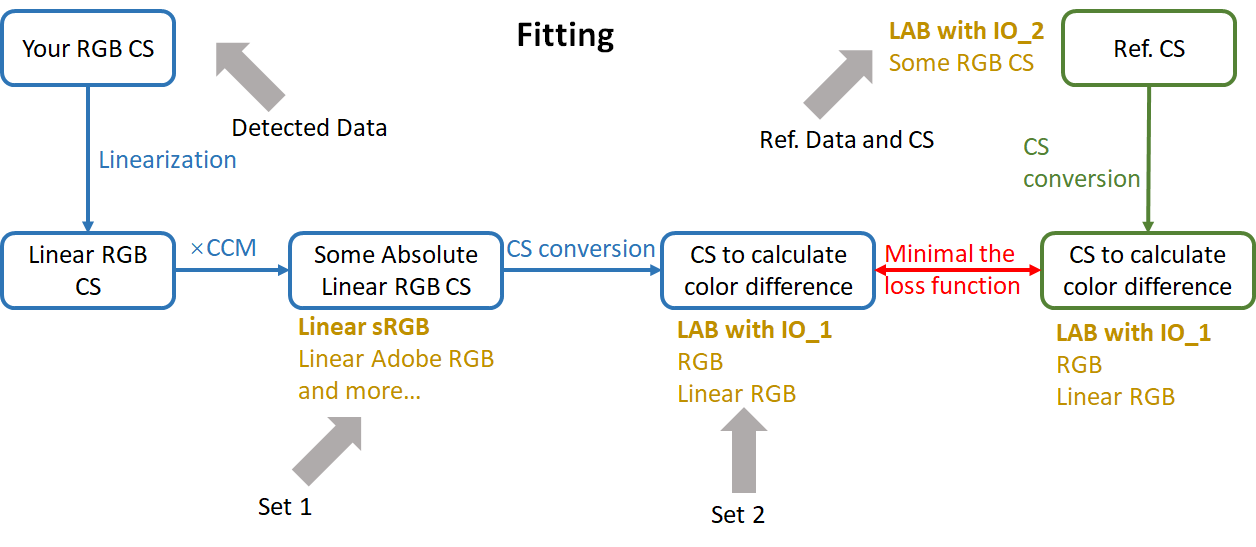 Fitting
Your RGB CS
Detected Data
LAB with IO_2
Some RGB CS
Ref. CS
Ref. Data and CS
Linearization
CS
conversion
Linear RGB
CS
×CCM
Some Absolute
Linear RGB CS
CS conversion
CS to calculate
color difference
Minimal the
loss function
CS to calculate
color difference
Linear sRGB
Linear Adobe RGB
and more...
LAB with IO_1
RGB
Linear RGB
LAB with IO_1
RGB
Linear RGB
Set 1
Set 2